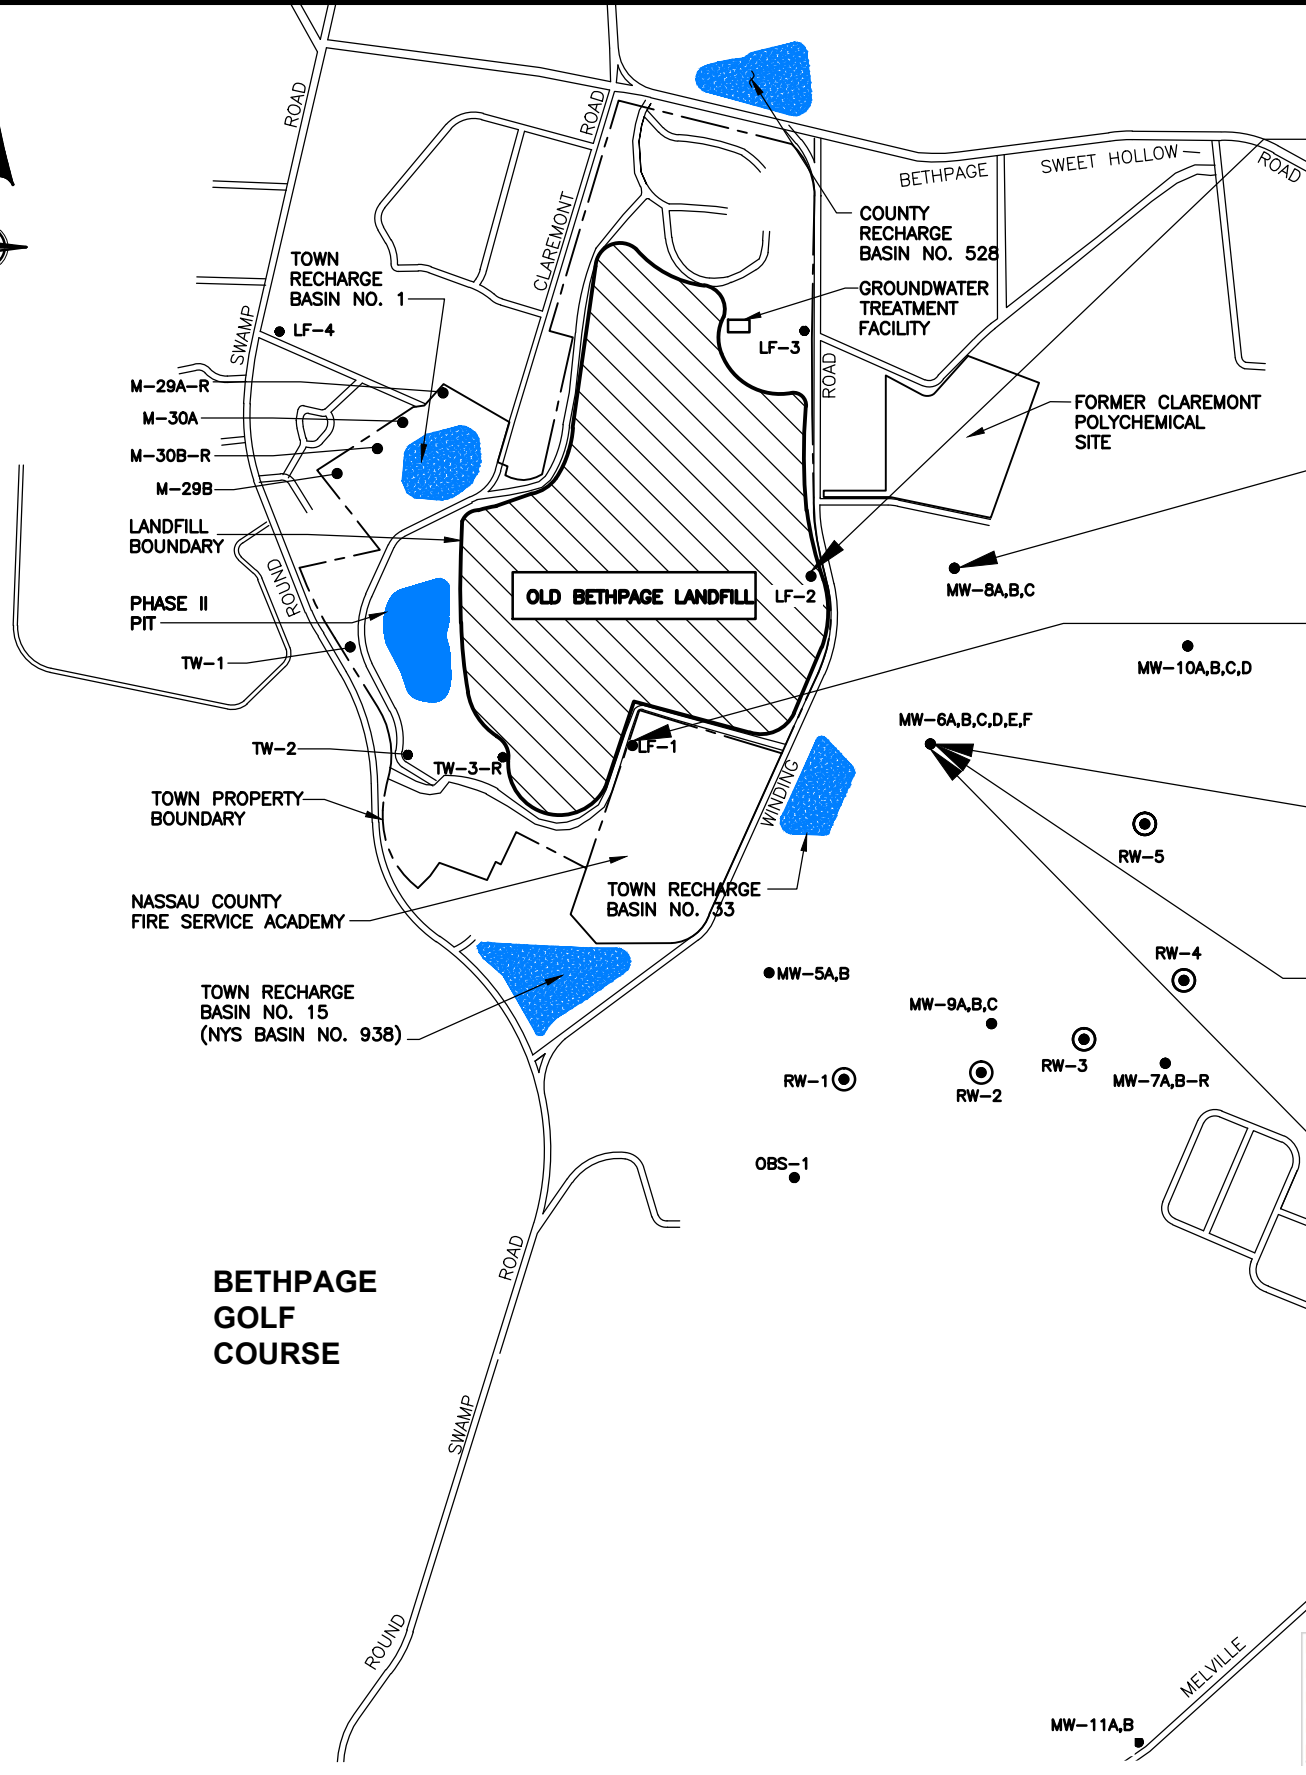 ROAD
ROAD
BETHPAGE
SWEET HOLLOW
ROAD
CLAREMONT
COUNTY
RECHARGE
BASIN NO. 528
TOWN
RECHARGE
BASIN NO. 1
GROUNDWATER
TREATMENT
FACILITY
SWAMP
LF-4
LF-3
ROAD
M-29A-R
M-30A
M-30B-R
M-29B
FORMER CLAREMONT
POLYCHEMICAL
SITE
LANDFILL
BOUNDARY
ROUND
PHASE II
PIT
OLD BETHPAGE LANDFILL
LF-2
MW-8A,B,C
TW-1
MW-10A,B,C,D
MW-6A,B,C,D,E,F
TW-2
TW-3-R
LF-1
WINDING
TOWN PROPERTY
BOUNDARY
RW-5
NASSAU COUNTY
FIRE SERVICE ACADEMY
TOWN RECHARGE
BASIN NO. 33
RW-4
MW-5A,B
TOWN RECHARGE
BASIN NO. 15
(NYS BASIN NO. 938)
MW-9A,B,C
RW-1
RW-2
RW-3
MW-7A,B-R
OBS-1
ROAD
BETHPAGE
GOLF
COURSE
SWAMP
ROUND
MELVILLE
MW-11A,B